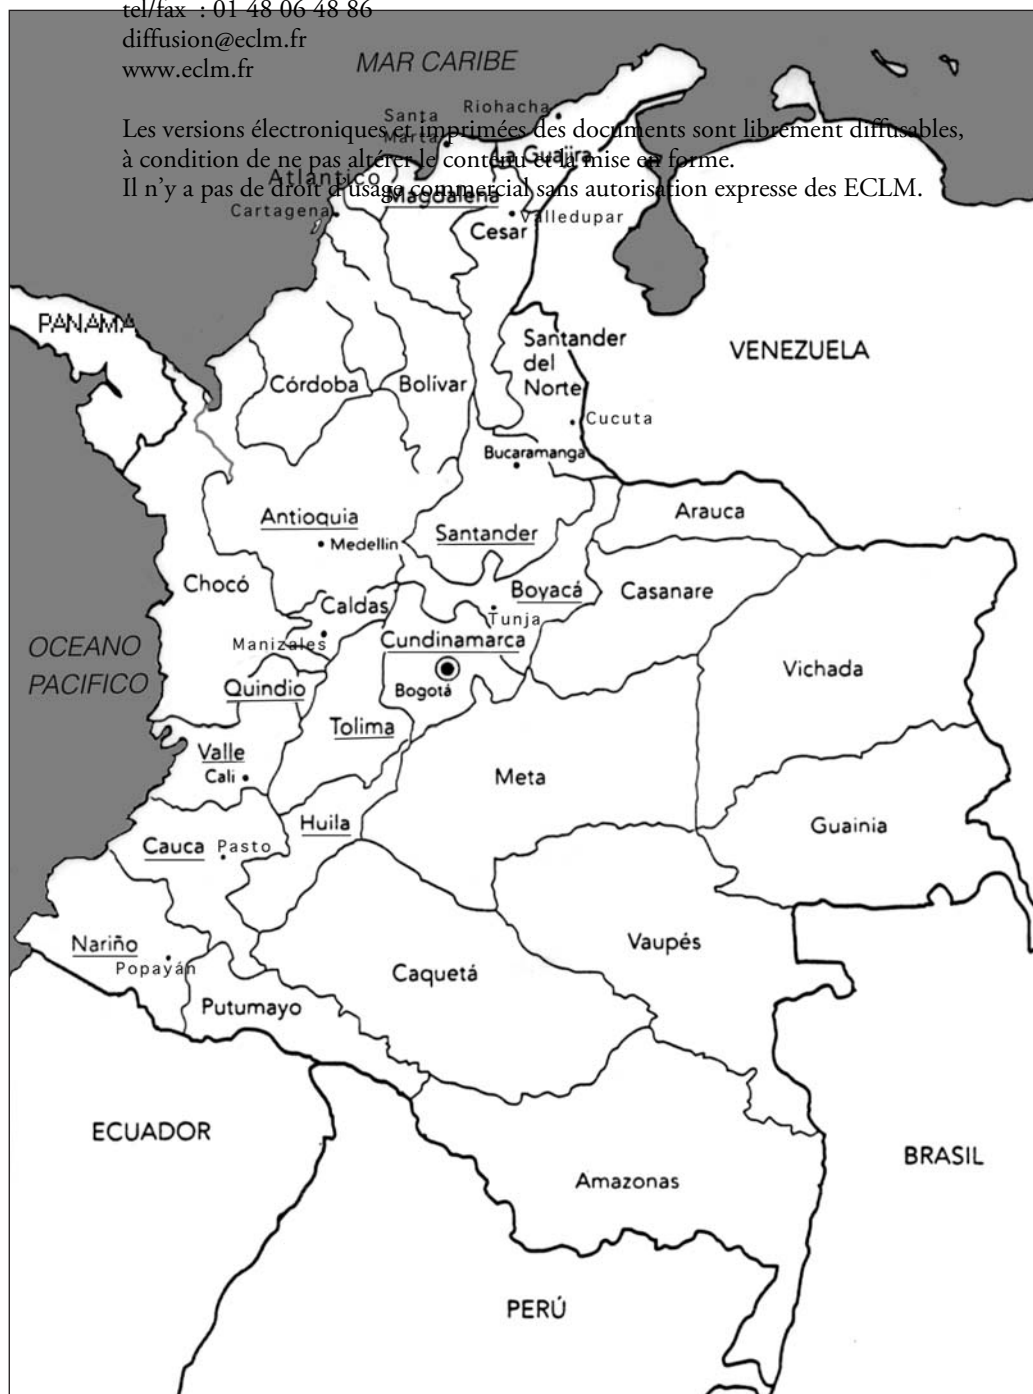 tel/fax : 01 48 06 48 86
diffusion@eclm.fr
www.eclm.fr
MAR CARIBE
Riohacha
Santa
Marta
Les versions électroniques et imprimées des documents sont librement diffusables,
à condition de ne pas altérer le contenu et la mise en forme.
Il n'y a pas de droit d'usage commercial sans autorisation expresse des ECLM.
La Guajira
Atlántico
Magdalena
Cartagena
Valledupar
Cesar
PANAMA
Santander
del
Norte
VENEZUELA
Córdoba
Bolívar
Cucuta
Bucaramanga
Antioquia
Arauca
Santander
Medellin
Chocó
Boyacá
Casanare
Caldas
Tunja
Manizales
Cundinamarca
OCEANO
PACIFICO
Vichada
Quindio
Bogotá
Tolima
Valle
Cali
Meta
Huila
Guainia
Cauca
Pasto
Nariño
Vaupés
Popayán
Caquetá
Putumayo
ECUADOR
BRASIL
Amazonas
PERÚ